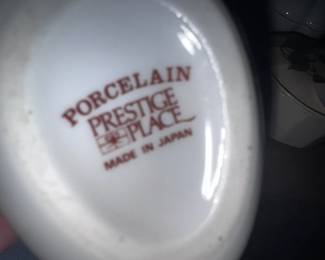 PORCELAIN
PRESTIGE
PLACE
MADE IN JAPAN